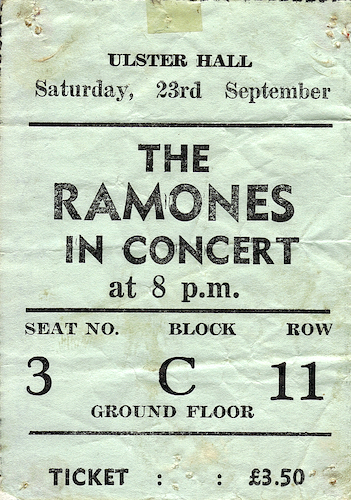 ULSTER HALL
Saturday, 23rd September
THE
RAMONES
IN CONCERT
at 8 p.m.
SEAT NO. BLOCK ROW
3 C 11
GROUND FLOOR
TICKET : : £3.50